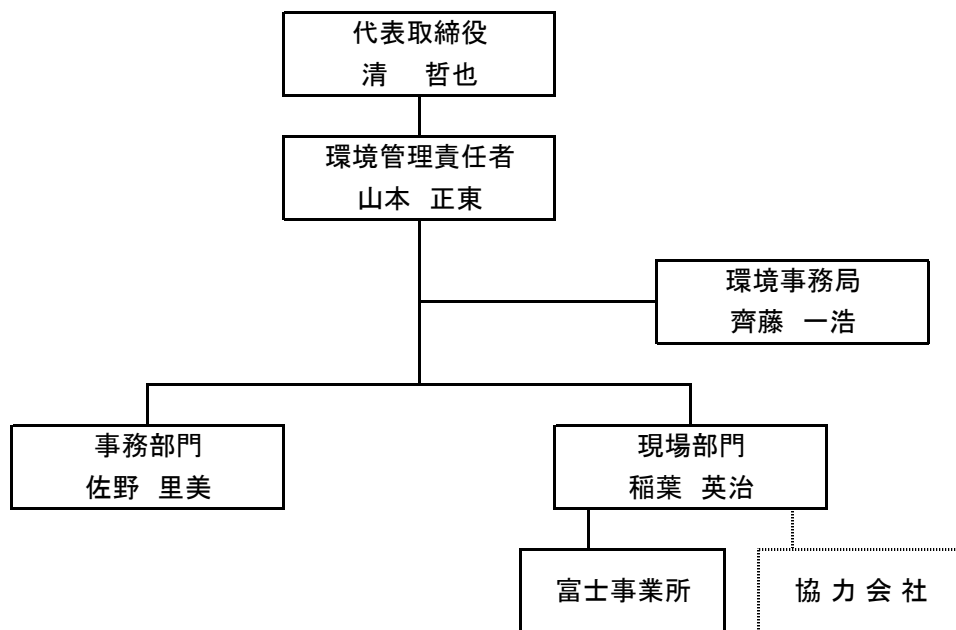 代表取締役
清　哲也
環境管理責任者
山本　正東
環境事務局
齊藤　一浩
事務部門
佐野　里美
現場部門
稲葉　英治
富士事業所
協 力 会 社